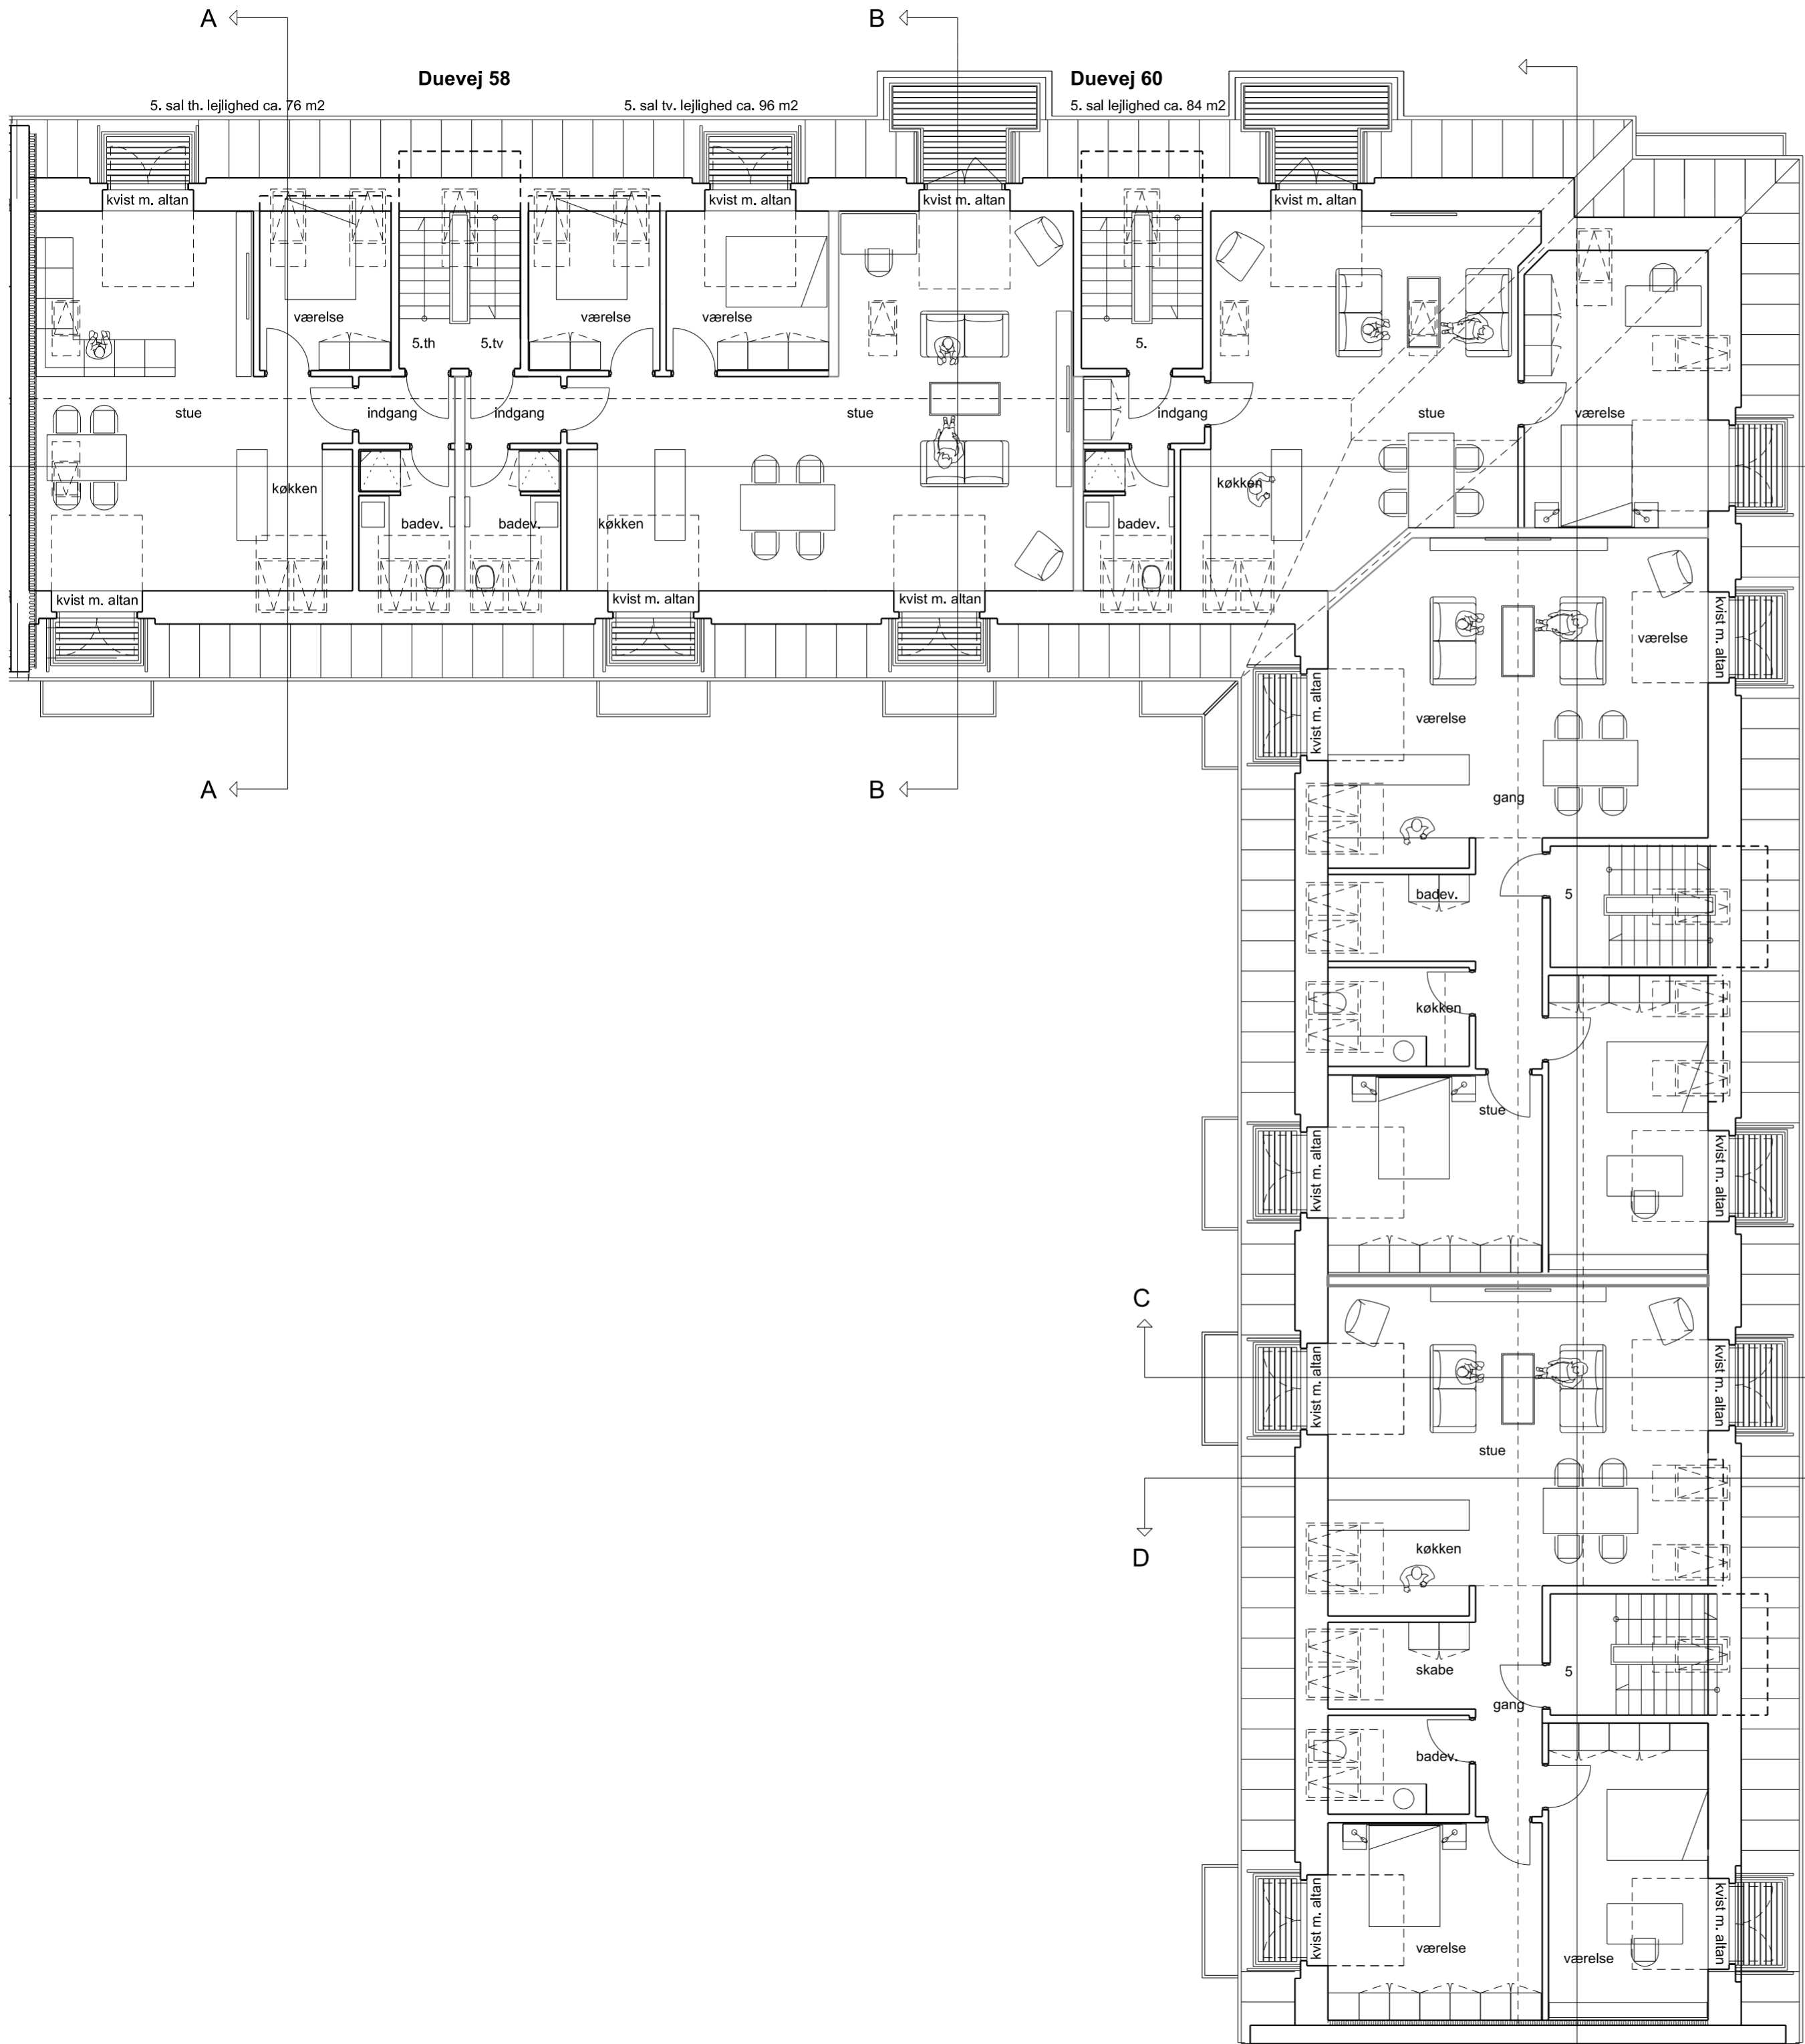 A
B
Duevej 58
Duevej 60
5. sal th. lejlighed ca. 76 m2
5. sal tv. lejlighed ca. 96 m2
5. sal lejlighed ca. 84 m2
kvist m. altan
kvist m. altan
kvist m. altan
kvist m. altan
værelse
værelse
værelse
5.th
5.tv
5.
stue
indgang
indgang
stue
indgang
stue
værelse
køkken
køkken
køkken
badev.
badev.
badev.
kvist m. altan
kvist m. altan
kvist m. altan
kvist m. altan
værelse
kvist m. altan
værelse
A
B
gang
badev.
5
køkken
stue
kvist m. altan
kvist m. altan
C
kvist m. altan
kvist m. altan
stue
D
køkken
skabe
5
gang
badev.
kvist m. altan
kvist m. altan
værelse
værelse